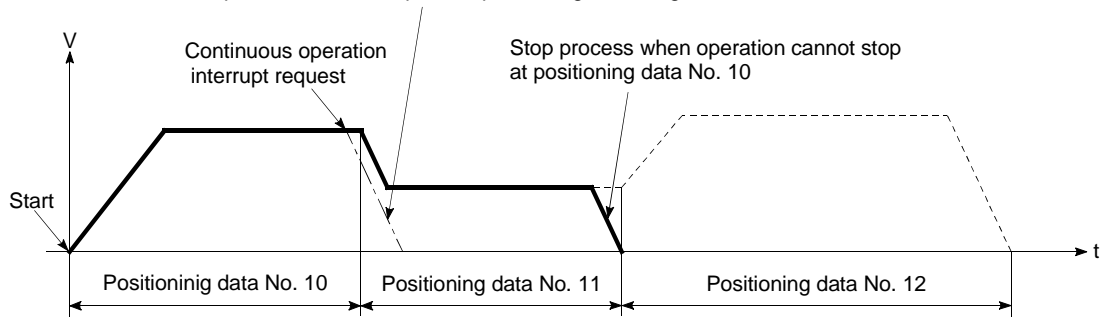 V
Continuous operation
interrupt request
Stop process when operation cannot stop
at positioning data No. 10
Start
t
Positioninig data No. 10
Positioning data No. 11
Positioning data No. 12